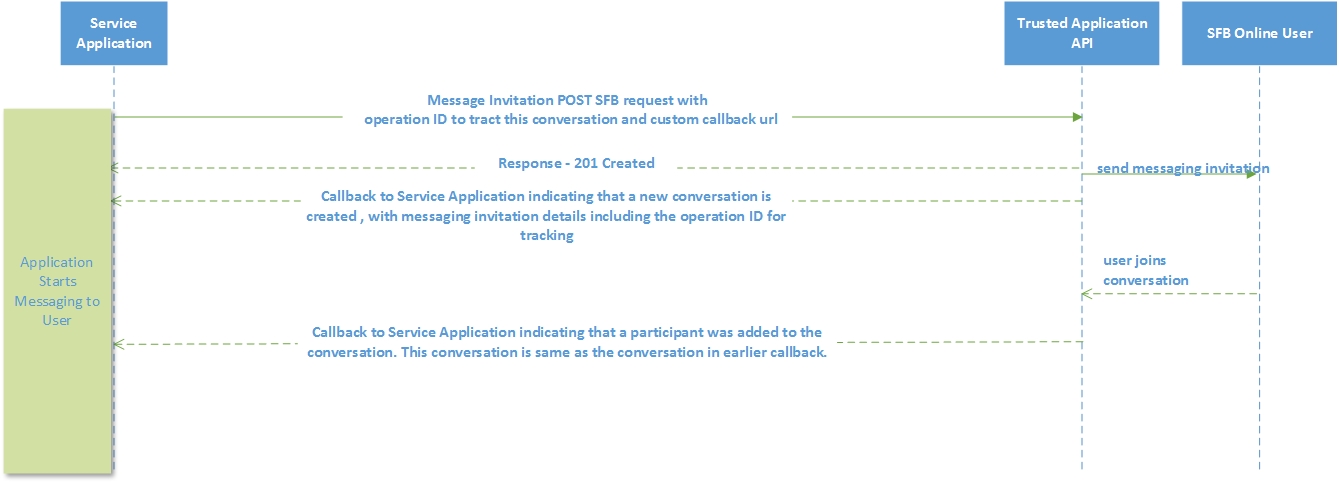 Service
Application
Trusted Application
API
SFB Online User
Message Invitation POST SFB request with
operation ID to tract this conversation and custom callback url
Response - 201 Created
send messaging invitation
Callback to Service Application indicating that a new conversation is
created , with messaging invitation details including the operation ID for
tracking
Application
Starts
Messaging to
User
user joins
conversation
Callback to Service Application indicating that a participant was added to the
conversation. This conversation is same as the conversation in earlier callback.